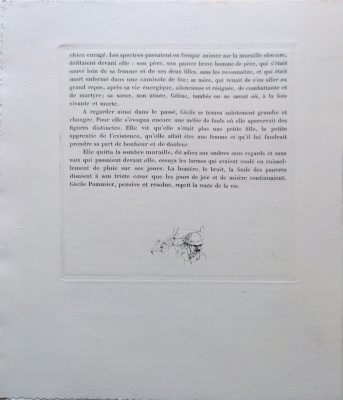 chien enragé. Les spectres passaient en fresque animée sur la muraille obscure,
défilaient devant elle : son père, son pauvre brave homme de père, qui s'était
sauvé loin de sa femme et de ses deux filles, sans les reconnaître, et qui était
mort enfermé dans une camisole de fou; sa mère, qui venait de s'en aller au
grand repos, après sa vie énergique, silencieuse et résignée, de combattante et
de martyre; sa sœur, son aînée, Céline, tombée on ne savait où, à la fois
vivante et morte.
A regarder ainsi dans le passé, Cécile se trouva subitement grandie et
changée. Pour elle s'évoqua encore une mêlée de foule où elle apercevait des
figures distinctes. Elle vit qu'elle n'était plus une petite fille, la petite
apprentie de l'existence, qu'elle allait être une femme et qu'il lui faudrait
prendre sa part de bonheur et de douleur.
Elle quitta la sombre muraille, dit adieu aux ombres sans regards et sans
voix qui passaient devant elle, essuya les larmes qui avaient coulé en ruissel-
lement de pluie sur ses joues. La lumière, le bruit, la foule des pauvres
disaient à son triste cœur que les jours de joie et de misère continuaient.
Cécile Pommier, pensive et résolue, reprit la route de la vie.